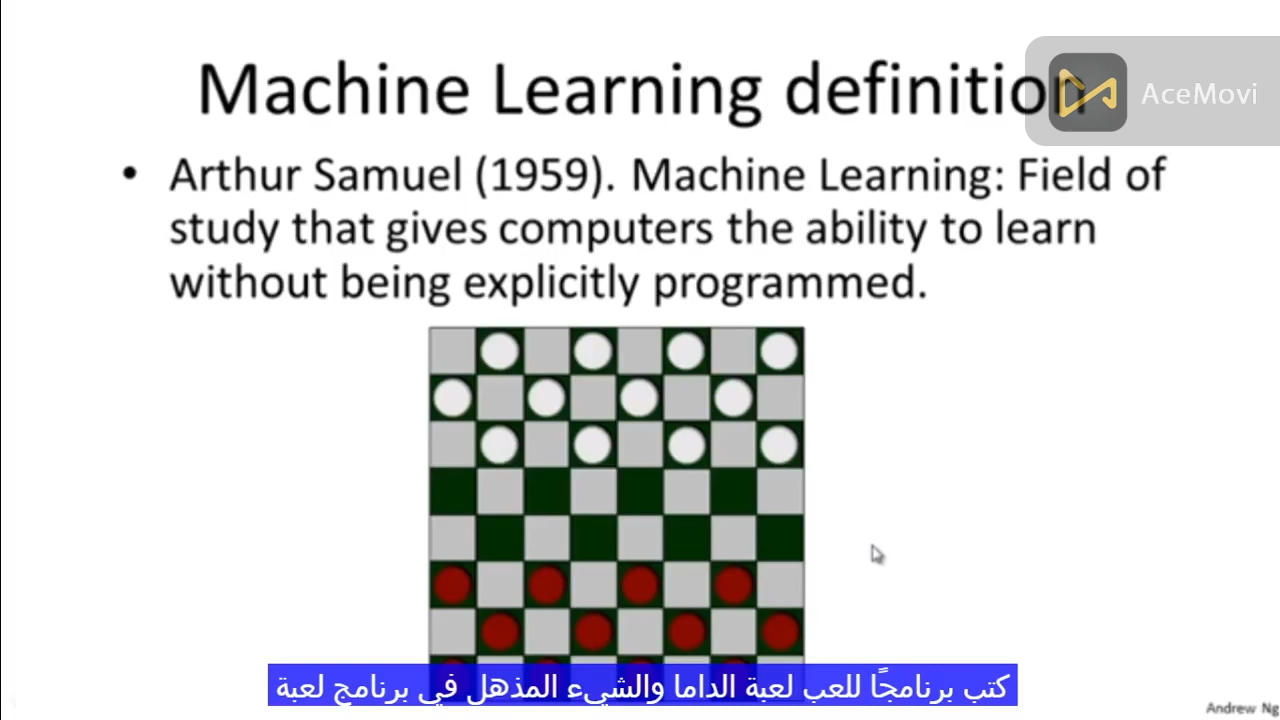 Machine Learning definition
AceMovi
• Arthur Samuel (1959). Machine Learning: Field of
study that gives computers the ability to learn
without being explicitly programmed.
كتب برنامجًا للعب لعبة الداما والشيء المذهل في برنامج لعبة
Andrew Ng